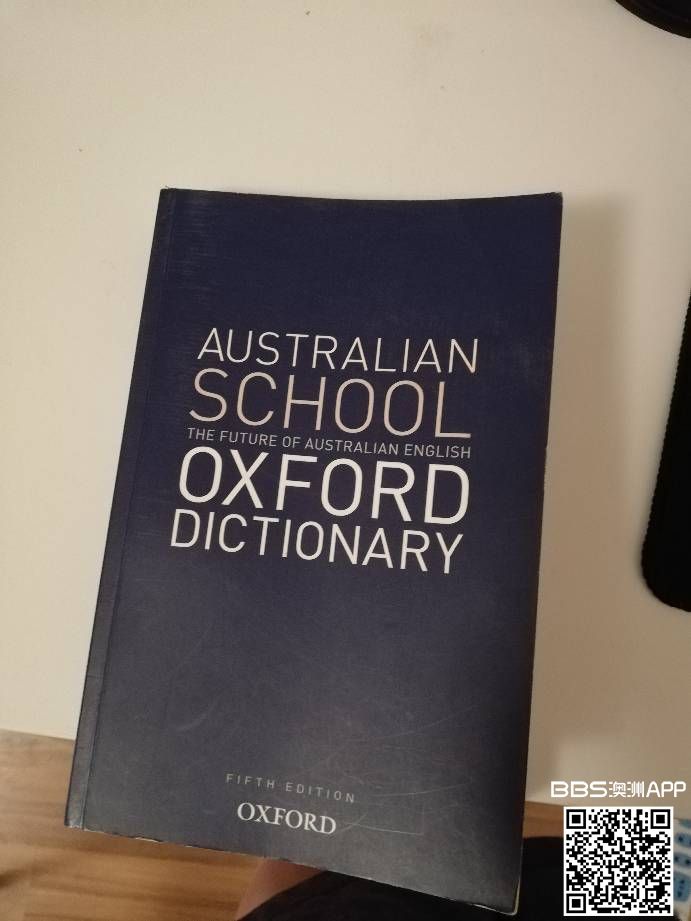 AUSTRALIAN
SCHOOL
THE FUTURE OF AUSTRALIAN ENGLISH
OXFORD
DICTIONARY
FIFTH EDITION
OXFORD
BBS澳洲APP